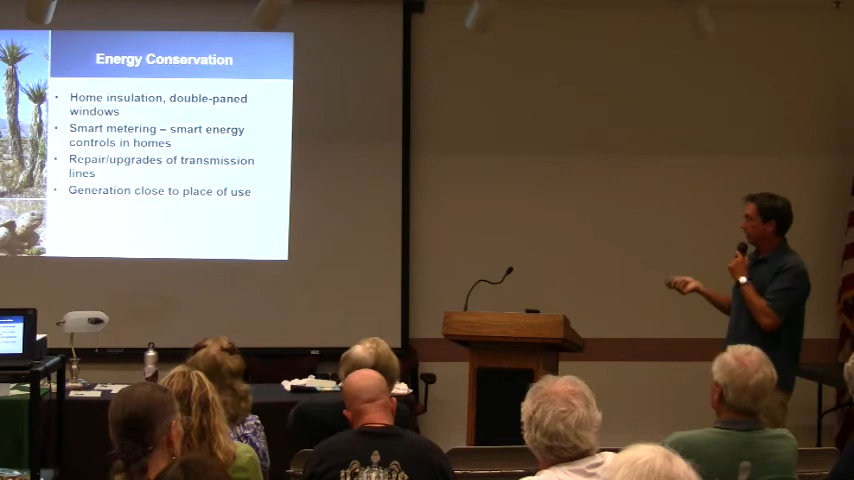 Energy Conservation
• Home insulation, double-paned
windows
• Smart metering – smart energy
controls in homes
• Repair/upgrades of transmission
lines
• Generation close to place of use